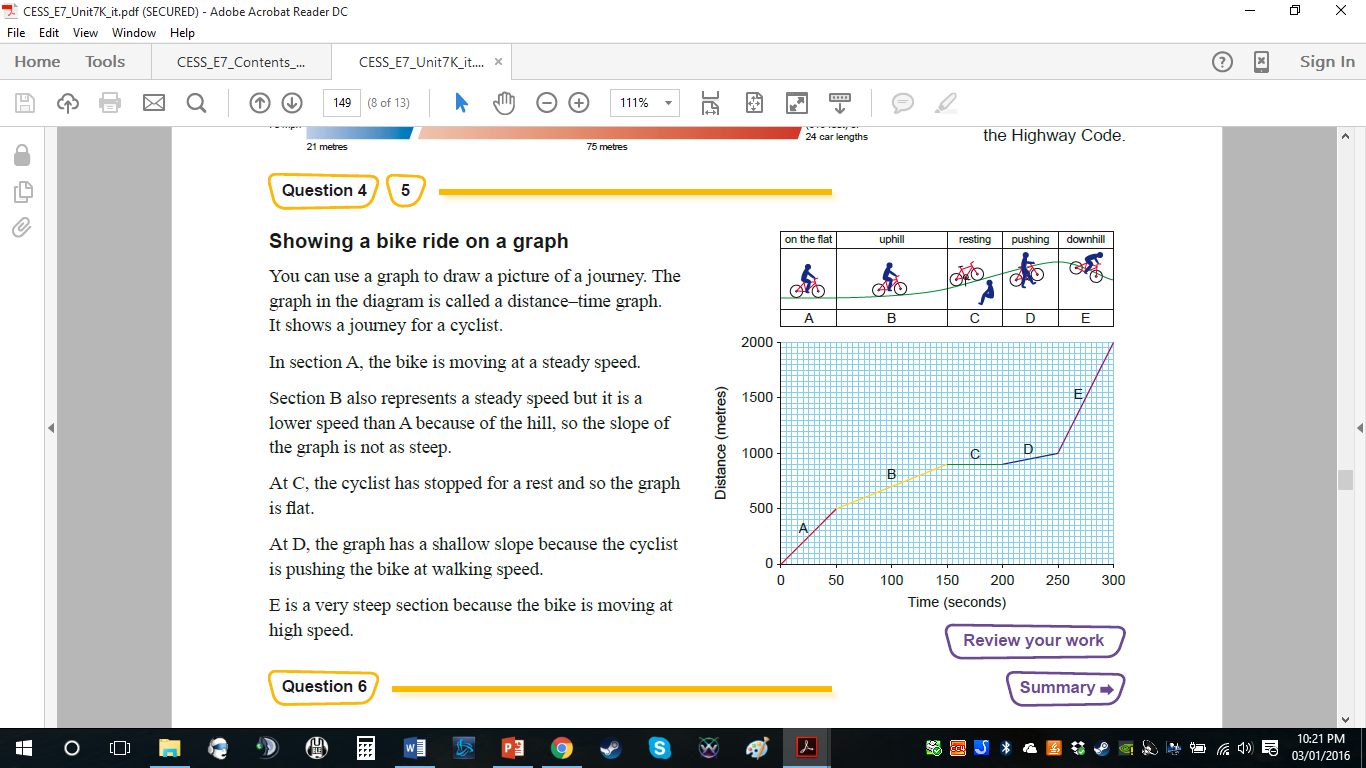 CESS_E7_Unit7K_it.pdf (SECURED) - Adobe Acrobat Reader DC
File Edit View Window Help
Home Tools CESS_E7_Contents_... CESS_E7_Unit7K_it.... × Sign In
149 (8 of 13) 111%
21 metres
75 metres
24 car lengths
the Highway Code.
Question 4 5
Showing a bike ride on a graph
You can use a graph to draw a picture of a journey. The
graph in the diagram is called a distance–time graph.
It shows a journey for a cyclist.
In section A, the bike is moving at a steady speed.
Section B also represents a steady speed but it is a
lower speed than A because of the hill, so the slope of
the graph is not as steep.
At C, the cyclist has stopped for a rest and so the graph
is flat.
At D, the graph has a shallow slope because the cyclist
is pushing the bike at walking speed.
E is a very steep section because the bike is moving at
high speed.
Question 6
on the flat uphill resting pushing downhill
A B C D E
2000
1500
1000
500
0
Distance (metres)
A
B
C
D
E
0 50 100 150 200 250 300
Time (seconds)
Review your work
Summary
10:21 PM
03/01/2016